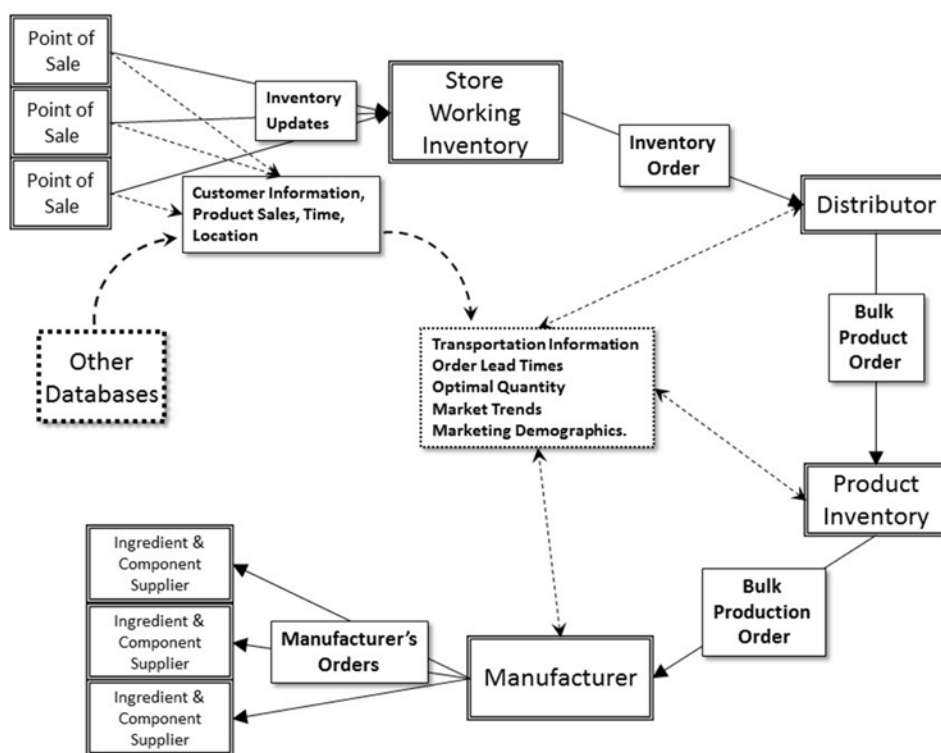 Point of
Sale
Point of
Sale
Point of
Sale
Inventory
Updates
Store
Working
Inventory
Inventory
Order
Customer Information,
Product Sales, Time,
Location
Distributor
Other
Databases
Transportation Information
Order Lead Times
Optimal Quantity
Market Trends
Marketing Demographics.
Bulk
Product
Order
Product
Inventory
Ingredient &
Component
Supplier
Ingredient &
Component
Supplier
Ingredient &
Component
Supplier
Manufacturer's
Orders
Manufacturer
Bulk
Production
Order